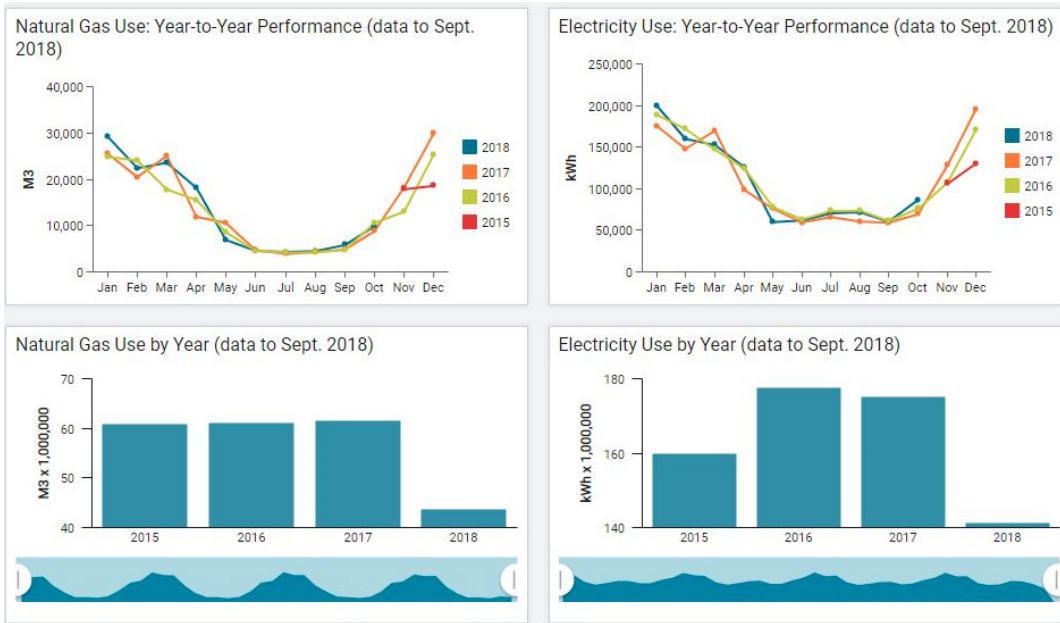 Natural Gas Use: Year-to-Year Performance (data to Sept.
2018)
40,000
30,000
20,000
10,000
0
M3
Jan Feb Mar Apr May Jun Jul Aug Sep Oct Nov Dec
2018
2017
2016
2015
Electricity Use: Year-to-Year Performance (data to Sept. 2018)
250,000
200,000
150,000
100,000
50,000
0
kWh
Jan Feb Mar Apr May Jun Jul Aug Sep Oct Nov Dec
2018
2017
2016
2015
Natural Gas Use by Year (data to Sept. 2018)
70
60
50
40
M3 x 1,000,000
2015 2016 2017 2018
Electricity Use by Year (data to Sept. 2018)
180
160
140
kWh x 1,000,000
2015 2016 2017 2018